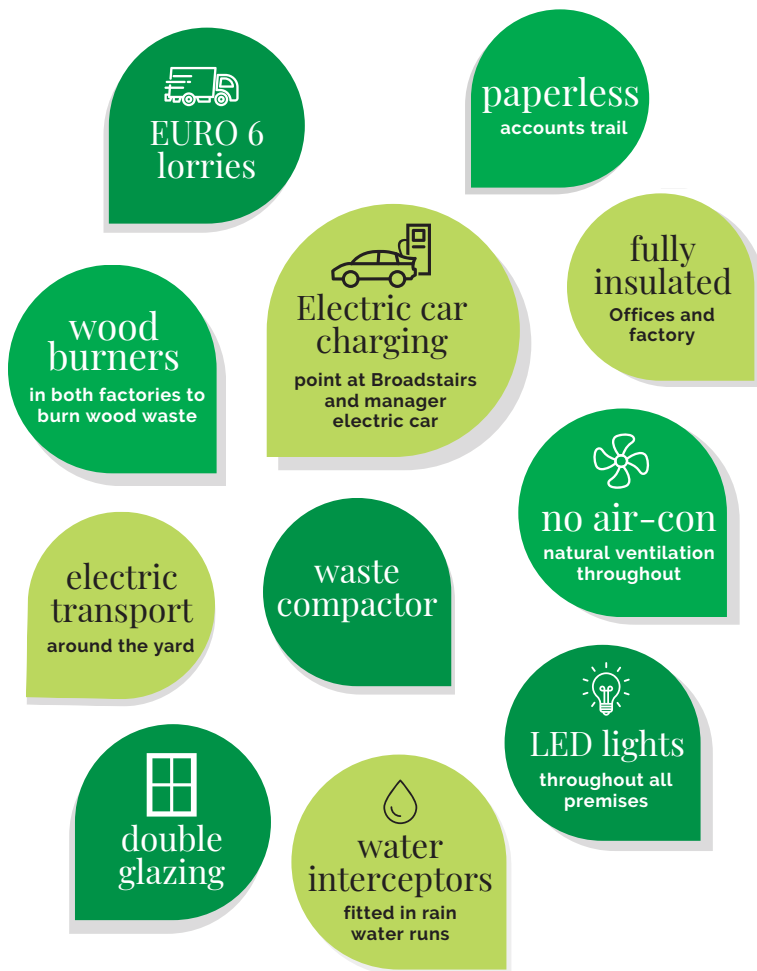 EURO 6
lorries
paperless
accounts trail
Electric car
charging
point at Broadstairs
and manager
electric car
fully
insulated
Offices and
factory
wood
burners
in both factories to
burn wood waste
no air-con
natural ventilation
throughout
electric
transport
around the yard
waste
compactor
LED lights
throughout all
premises
double
glazing
water
interceptors
fitted in rain
water runs